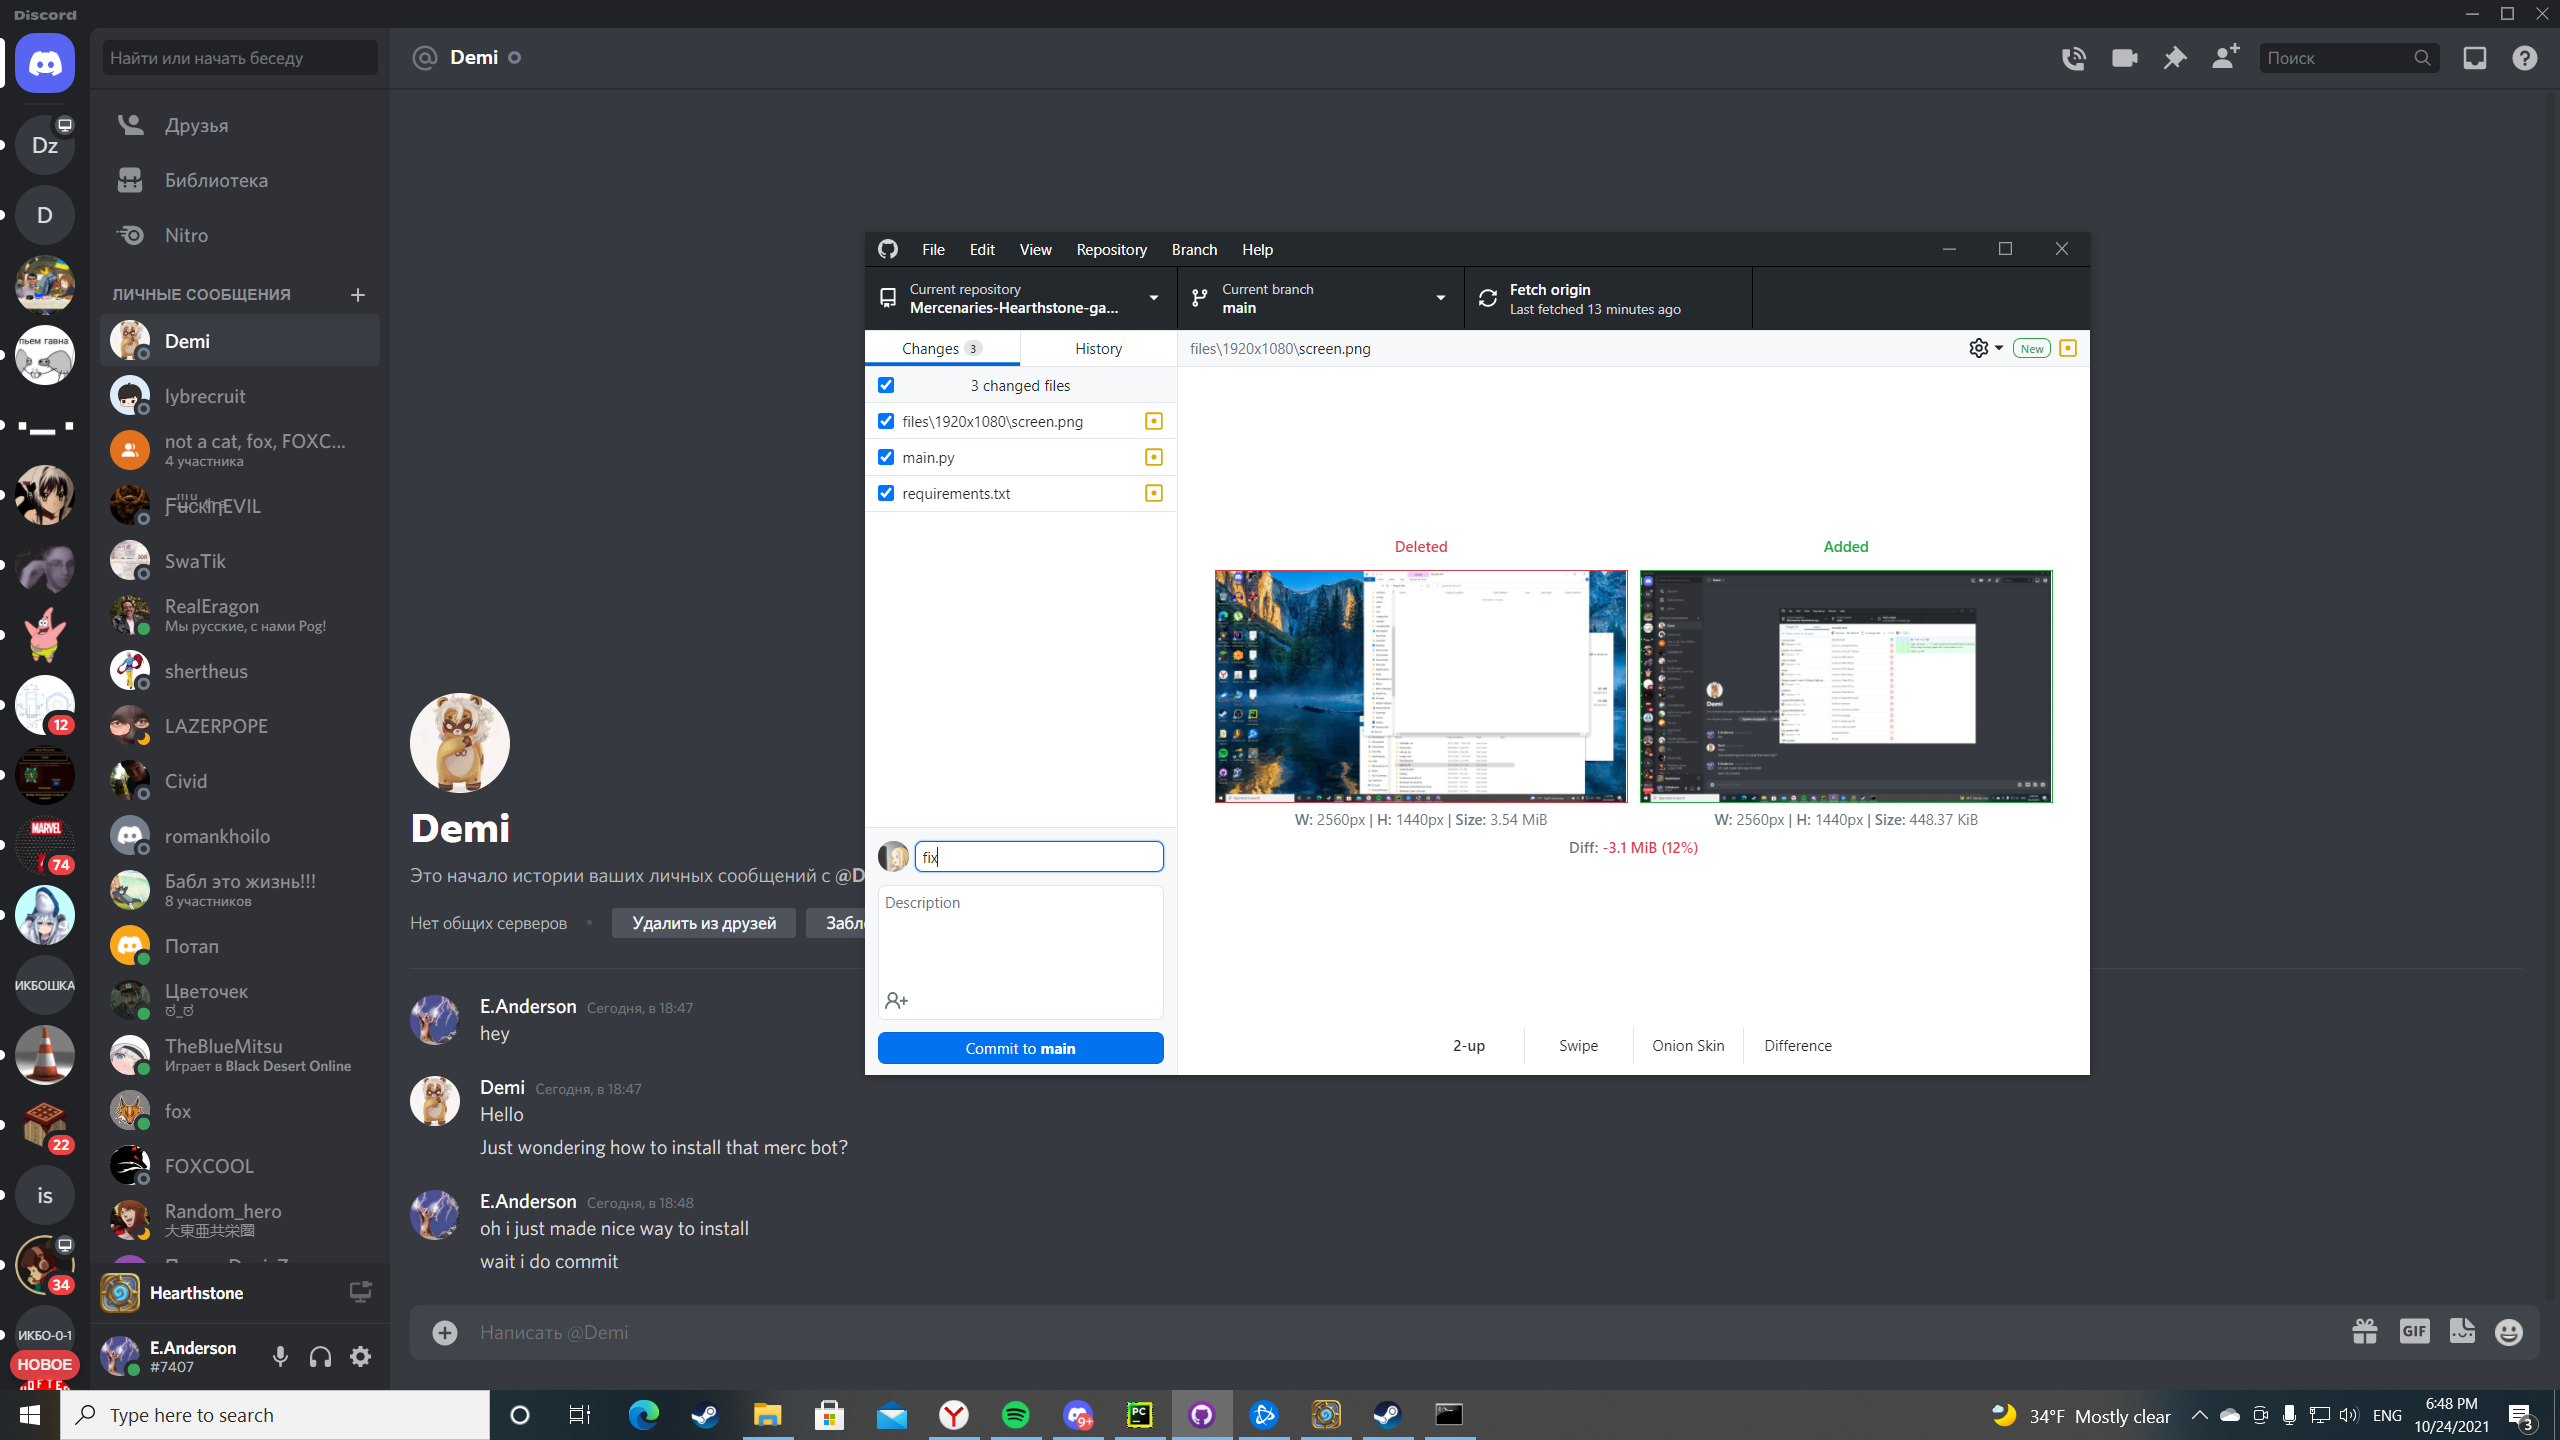 Discord
Найти или начать беседу
Друзья
Библиотека
Nitro
ЛИЧНЫЕ СООБЩЕНИЯ
Demi
lybrecruit
not a cat, fox, FOXC...
4 участника
SwaTik
RealEragon
Мы русские, с нами Pog!
shertheus
LAZERPOPE
Civid
romankhoilo
Бабл это жизнь!!!
8 участников
Потап
Цветочек
ಠ_ಠ
TheBlueMitsu
Играет в Black Desert Online
fox
FOXCOOL
Random_hero
大東亜共栄圏
Hearthstone
E.Anderson
#7407
Dz
D
пьем гавна
12
MARVEL
74
ИКБОШКА
22
is
34
ИКБО-0-1
НОВОЕ
Demi
Поиск
Demi
Это начало истории ваших личных сообщений с @D
Нет общих серверов
Удалить из друзей
Забл
E.Anderson Сегодня, в 18:47
hey
Demi Сегодня, в 18:47
Hello
Just wondering how to install that merc bot?
E.Anderson Сегодня, в 18:48
oh i just made nice way to install
wait i do commit
Написать @Demi
GIF
File Edit View Repository Branch Help
Current repository
Mercenaries-Hearthstone-ga...
Current branch
main
Fetch origin
Last fetched 13 minutes ago
Changes 3
History
files\1920x1080\screen.png
New
3 changed files
files\1920x1080\screen.png
main.py
requirements.txt
Deleted
Added
W: 2560px | H: 1440px | Size: 3.54 MiB
W: 2560px | H: 1440px | Size: 448.37 KiB
Diff: -3.1 MiB (12%)
fix
Description
Commit to main
2-up
Swipe
Onion Skin
Difference
Type here to search
9+
PC
34°F Mostly clear
ENG
6:48 PM
10/24/2021
3